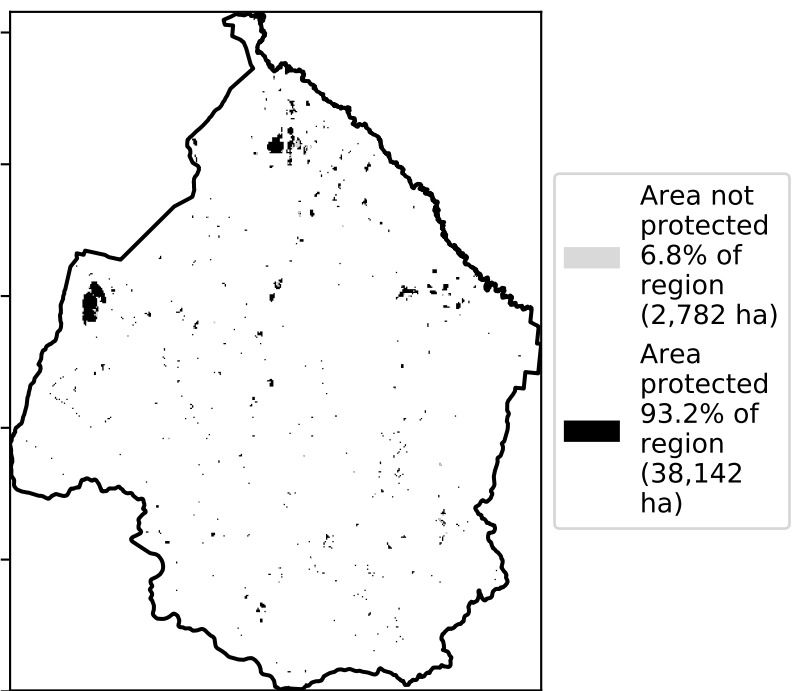 Area not
protected
6.8% of
region
(2,782 ha)
Area
protected
93.2% of
region
(38,142
ha)